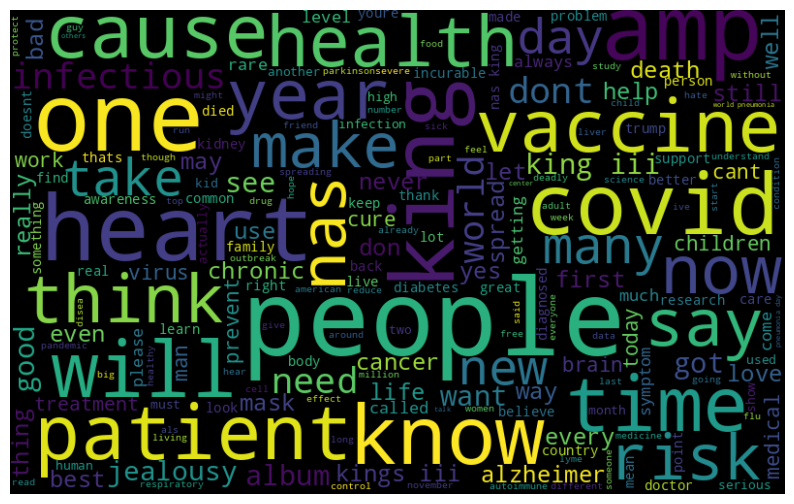 protect guy others cause health level youre made problem day amp
bad rare food another parkinsonsevere incurable always nas king study without well
infectious doesnt year high number dont help death person still
one died might infection sick child hate vaccine world pneumonia
work thats though run kidney friend spreading make feel liver trump king iii support understand
find may see never part let deadly science better cant condition
take awareness common thank hope top drug keep cure world spread center adult week ive start
really something kid use don lot yes getting covid
heart actually family outbreak nas already king many children
real virus chronic right back live diabetes great first now
think disea prevent american reduce said everyone diagnosed much research care pneumonia day
good even please learn give around two free data today come used
pandemic man healthy body people say
will big hear cell million cancer new brain got love last going
need life want way symptom time show flu
thing treatment must look mask effect called women believe month medical
patient als living know talk every country mean point medicine someone risk
human long alzheimer lyme doctor
best jealousy album kings iii autoimmune different
read respiratory control november serious